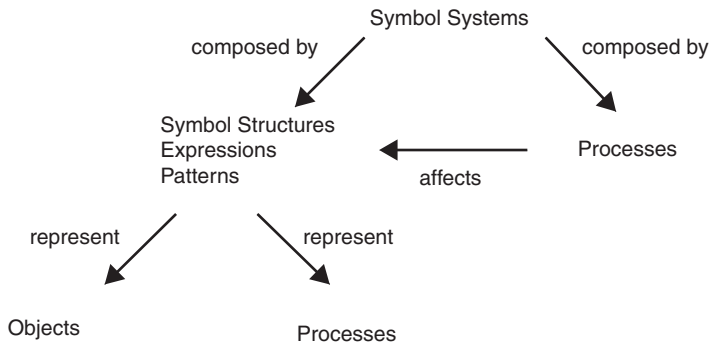 Symbol Systems
composed by
composed by
Symbol Structures
Expressions
Patterns
Processes
affects
represent
represent
Objects
Processes